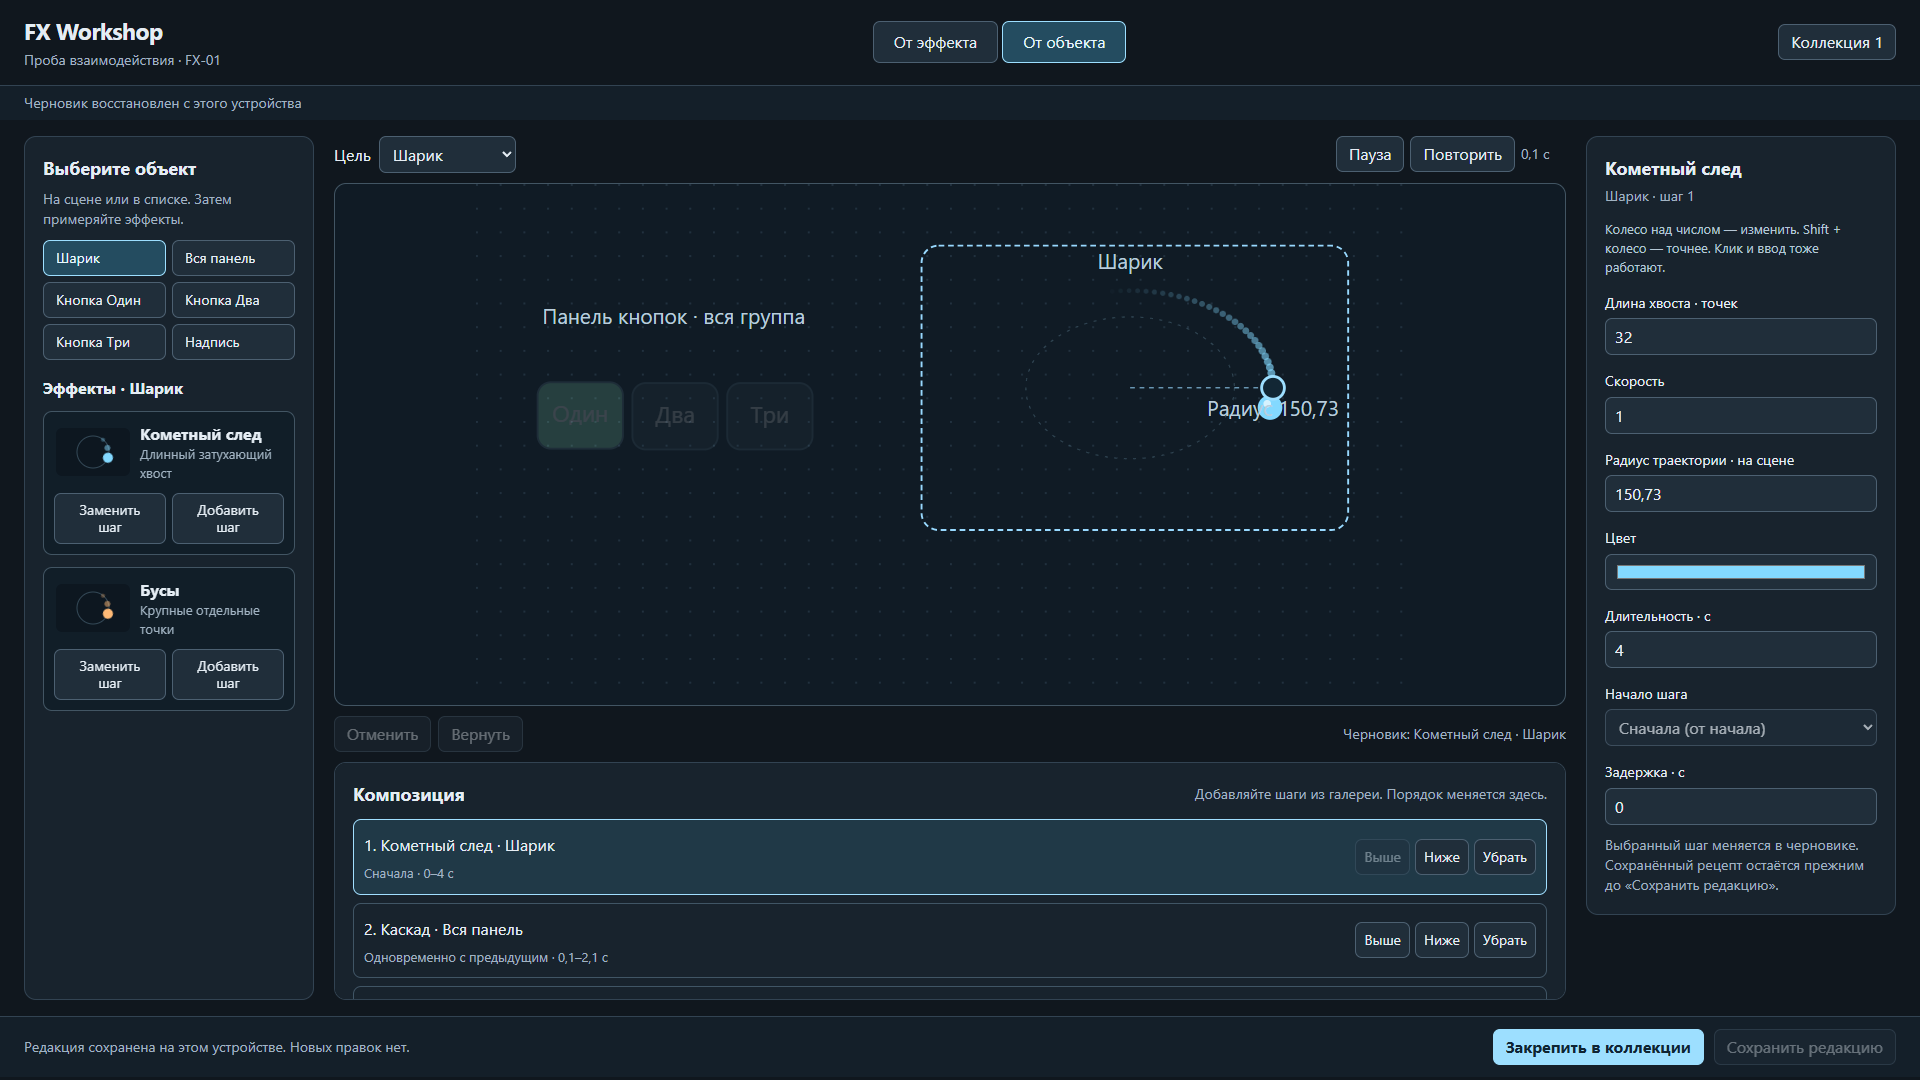 FX Workshop
Проба взаимодействия · FX-01
От эффекта
От объекта
Коллекция 1
Черновик восстановлен с этого устройства
Выберите объект
На сцене или в списке. Затем
примеряйте эффекты.
Шарик
Вся панель
Кнопка Один
Кнопка Два
Кнопка Три
Надпись
Эффекты · Шарик
Кометный след
Длинный затухающий
хвост
Заменить
шаг
Добавить
шаг
Бусы
Крупные отдельные
точки
Заменить
шаг
Добавить
шаг
Цель
Шарик
Пауза
Повторить
0,1 с
Панель кнопок · вся группа
Один
Два
Три
Шарик
Радиус 150,73
Отменить
Вернуть
Черновик: Кометный след · Шарик
Композиция
Добавляйте шаги из галереи. Порядок меняется здесь.
1. Кометный след · Шарик
Сначала · 0–4 с
Выше
Ниже
Убрать
2. Каскад · Вся панель
Одновременно с предыдущим · 0,1–2,1 с
Выше
Ниже
Убрать
Кометный след
Шарик · шаг 1
Колесо над числом — изменить. Shift +
колесо — точнее. Клик и ввод тоже
работают.
Длина хвоста · точек
32
Скорость
1
Радиус траектории · на сцене
150,73
Цвет
Длительность · с
4
Начало шага
Сначала (от начала)
Задержка · с
0
Выбранный шаг меняется в черновике.
Сохранённый рецепт остаётся прежним
до «Сохранить редакцию».
Редакция сохранена на этом устройстве. Новых правок нет.
Закрепить в коллекции
Сохранить редакцию